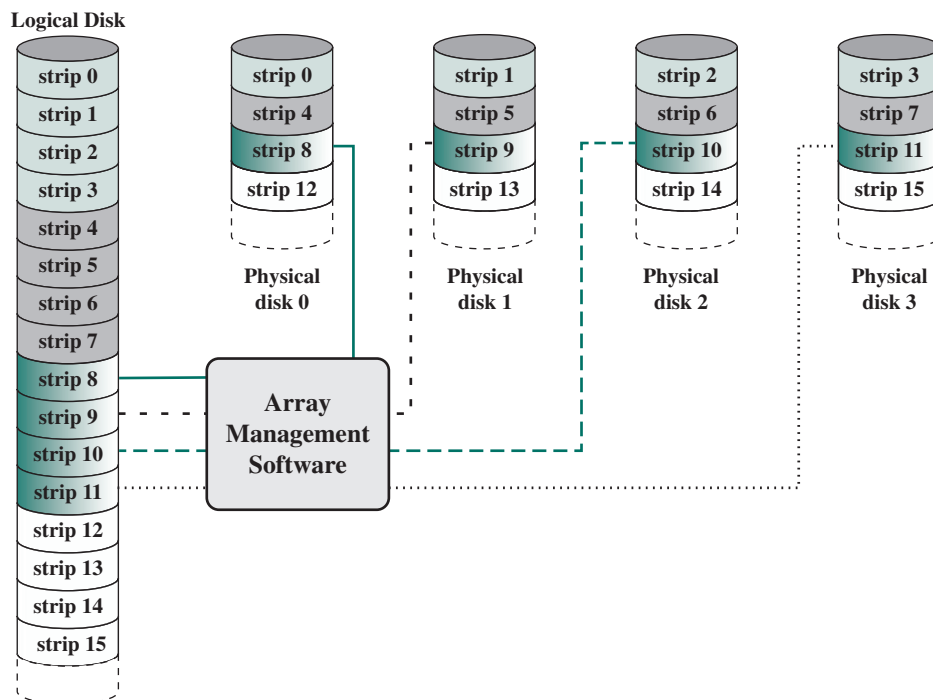 Logical Disk
strip 0
strip 1
strip 2
strip 3
strip 4
strip 5
strip 6
strip 7
strip 8
strip 9
strip 10
strip 11
strip 12
strip 13
strip 14
strip 15
strip 0
strip 4
strip 8
strip 12
Physical
disk 0
strip 1
strip 5
strip 9
strip 13
Physical
disk 1
strip 2
strip 6
strip 10
strip 14
Physical
disk 2
strip 3
strip 7
strip 11
strip 15
Physical
disk 3
Array
Management
Software